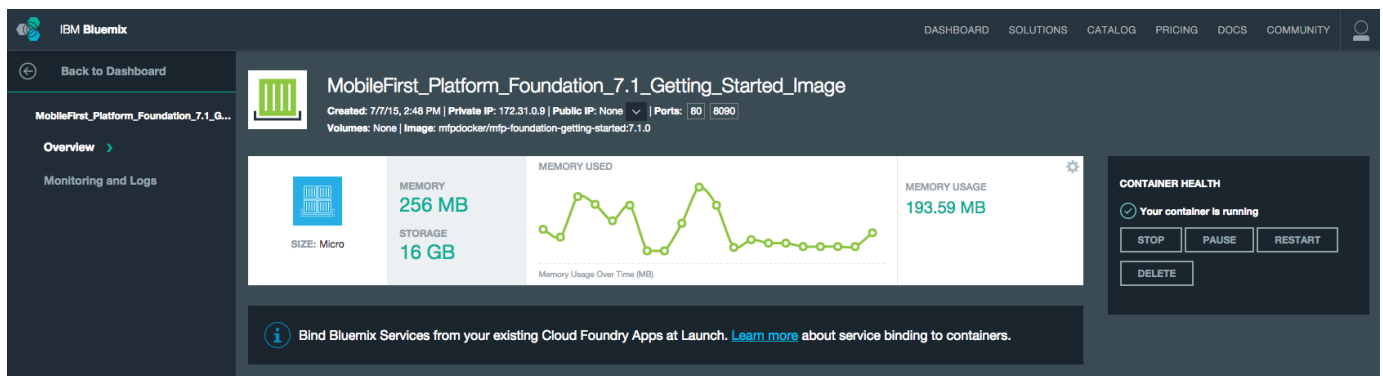 IBM Bluemix
DASHBOARD SOLUTIONS CATALOG PRICING DOCS COMMUNITY
Back to Dashboard
MobileFirst_Platform_Foundation_7.1_G...
Overview
Monitoring and Logs
MobileFirst_Platform_Foundation_7.1_Getting_Started_Image
Created: 7/7/15, 2:48 PM | Private IP: 172.31.0.9 | Public IP: None | Ports: 80 8090
Volumes: None | Image: mfpdocker/mfp-foundation-getting-started:7.1.0
SIZE: Micro
MEMORY
256 MB
STORAGE
16 GB
MEMORY USED
Memory Usage Over Time (MB)
MEMORY USAGE
193.59 MB
CONTAINER HEALTH
Your container is running
STOP PAUSE RESTART
DELETE
Bind Bluemix Services from your existing Cloud Foundry Apps at Launch. Learn more about service binding to containers.